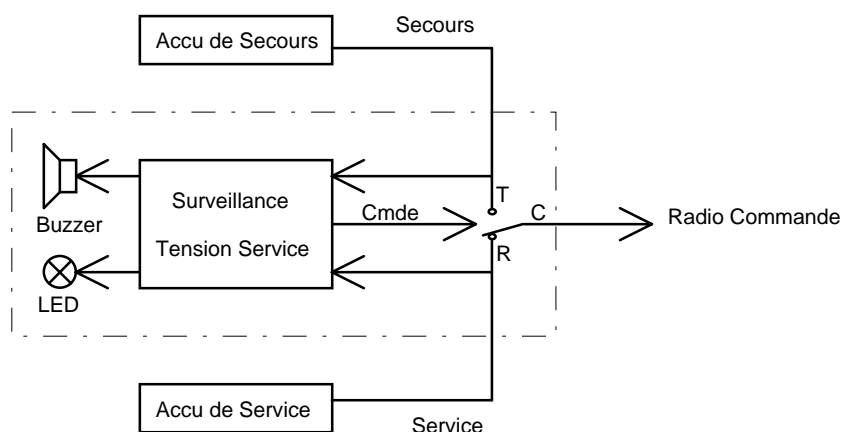 Accu de Secours
Secours
Surveillance
Tension Service
Buzzer
LED
Cmde
T
C
R
Radio Commande
Accu de Service
Service